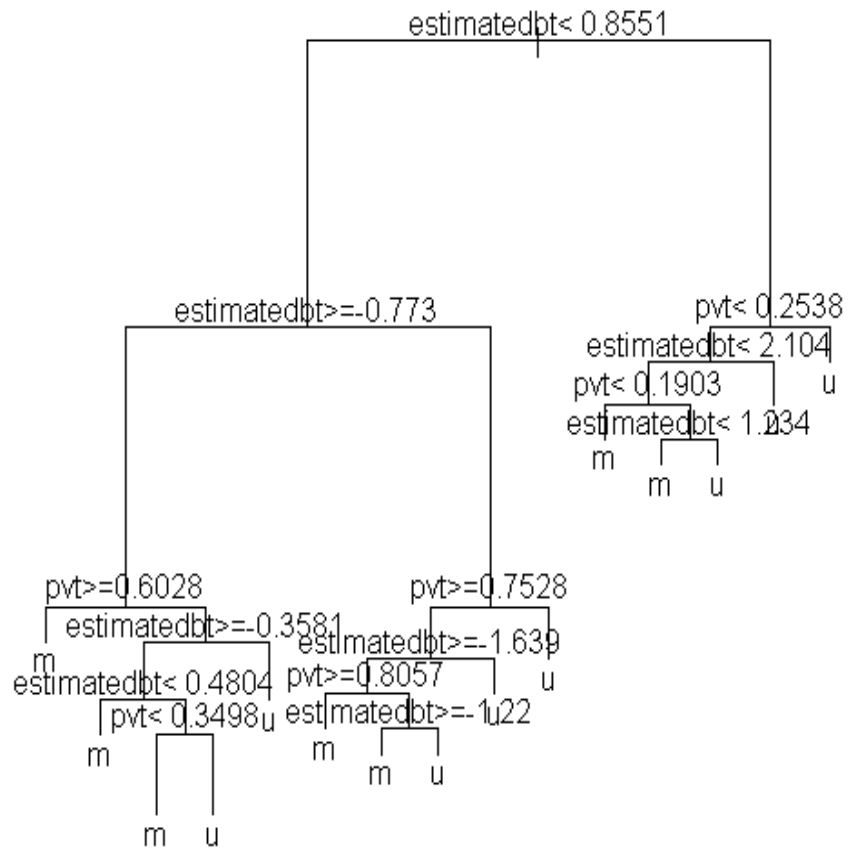 estimatedbt< 0.8551
estimatedbt>=-0.773
pvt< 0.2538
estimatedbt< 2.104
pvt< 0.1903
u
estimatedbt< 1.234
u
m
m
u
pvt>=0.6028
pvt>=0.7528
estimatedbt>=-0.3581
estimatedbt>=-1.639
m
pvt>=0.8057
u
estimatedbt< 0.4804
pvt< 0.3498
u
estimatedbt>=-1.22
u
m
m
m
u
m
u